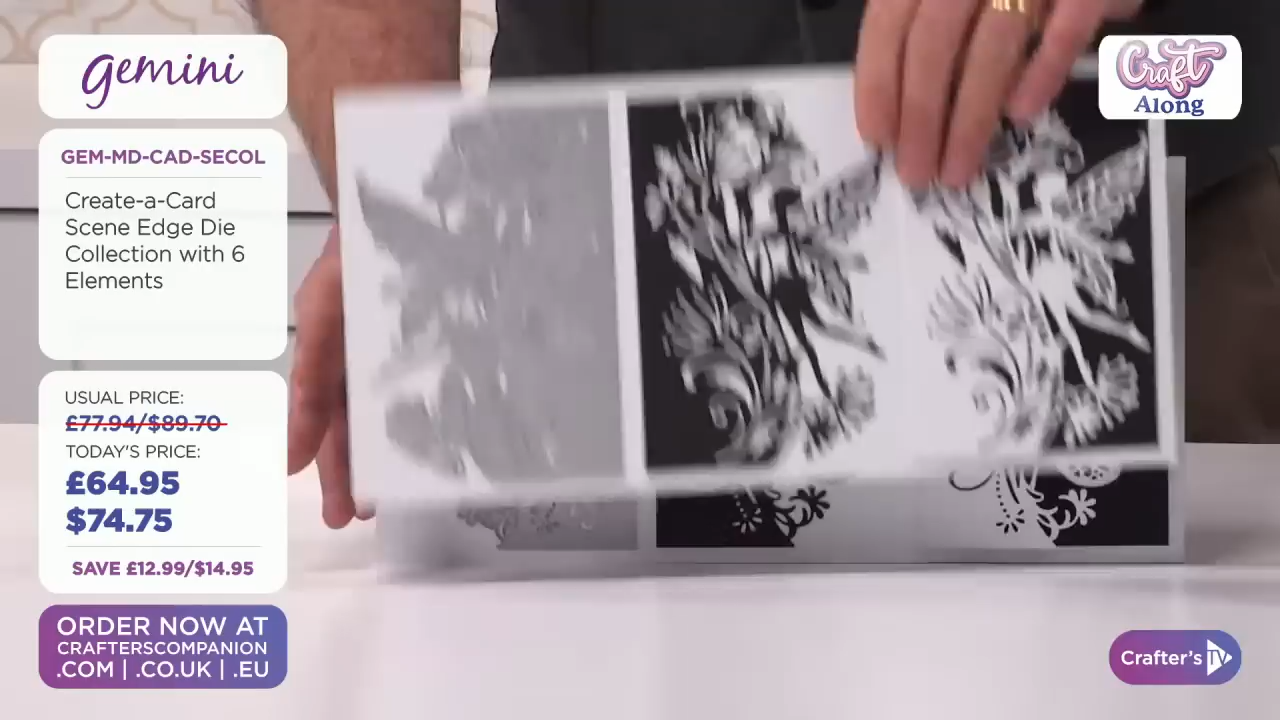 gemini
GEM-MD-CAD-SECOL
Create-a-Card
Scene Edge Die
Collection with 6
Elements
USUAL PRICE:
£77.94/$89.70
TODAY'S PRICE:
£64.95
$74.75
SAVE £12.99/$14.95
ORDER NOW AT
CRAFTERSCOMPANION
.COM | .CO.UK | .EU
Craft
Along
Crafter's TV